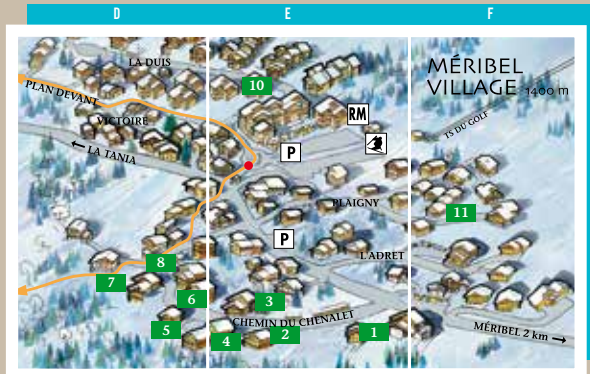 D E F
LA DUIS
MÉRIBEL
VILLAGE 1400 m
10
PLAN DEVANT
RM
VICTOIRE
TS DU GOLF
← LA TANIA
P
PLAIGNY
11
P
L'ADRET
8
7
6
3
CHEMIN DU CHENALET
5
4
2
1
MÉRIBEL 2 km →